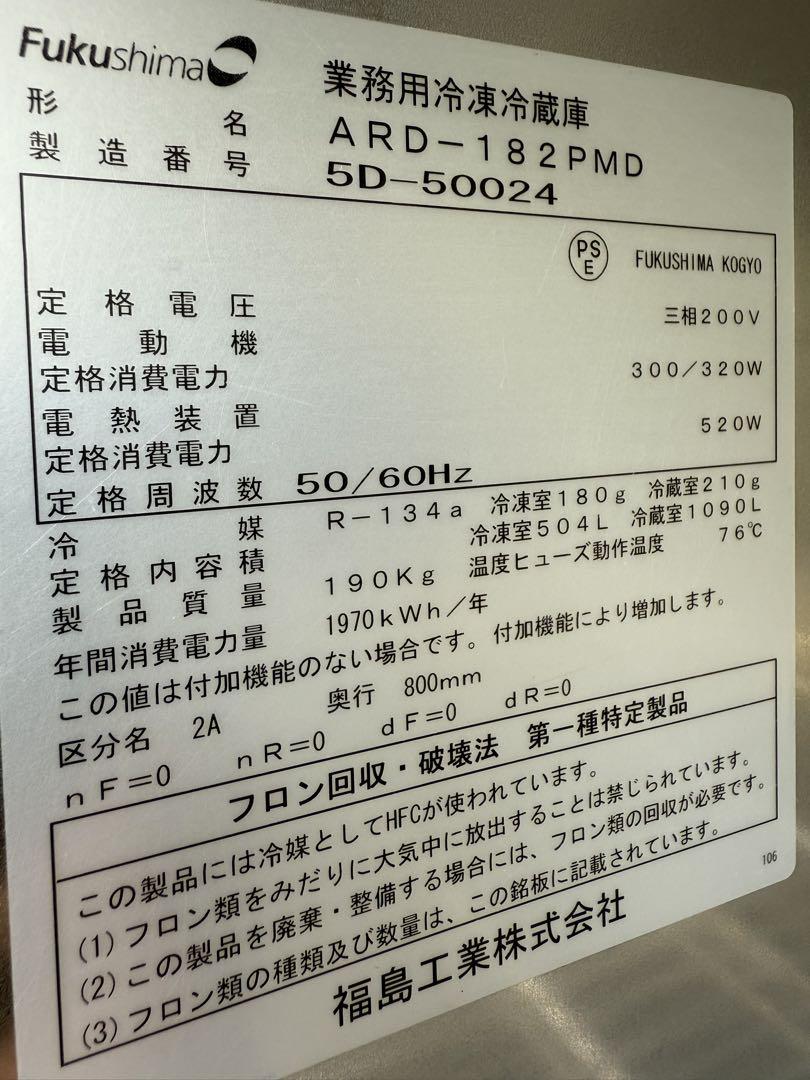 Fukushima
業務用冷凍冷蔵庫
形名 ARD-182PMD
製造番号 5D-50024
PSE FUKUSHIMA KOGYO
定格電圧 三相200V
電動機
定格消費電力 300/320W
電熱装置
定格消費電力 520W
定格周波数 50/60Hz
冷媒 R-134a 冷凍室180g 冷蔵室210g
定格内容積 冷凍室504L 冷蔵室1090L
製品質量 190Kg 温度ヒューズ動作温度 76℃
年間消費電力量 1970kWh/年
この値は付加機能のない場合です。付加機能により増加します。
区分名 2A 奥行 800mm
nF=0 nR=0 dF=0 dR=0
フロン回収・破壊法 第一種特定製品
この製品には冷媒としてHFCが使われています。
(1)フロン類をみだりに大気中に放出することは禁じられています。
(2)この製品を廃棄・整備する場合には、フロン類の回収が必要です。
(3)フロン類の種類及び数量は、この銘板に記載されています。
106
福島工業株式会社